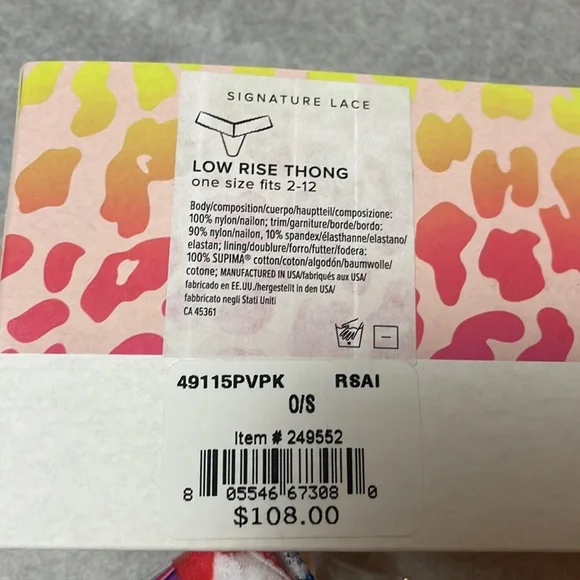 SIGNATURE LACE
LOW RISE THONG
one size fits 2-12
Body/composition/cuerpo/hauptteil/composizione:
100% nylon/nailon; trim/garniture/borde/bordo:
90% nylon/nailon, 10% spandex/élasthanne/elastano/
elastan; lining/doublure/forro/futter/fodera:
100% SUPIMA® cotton/coton/algodón/baumwolle/
cotone; MANUFACTURED IN USA/fabriqués aux USA/
fabricado en EE.UU./hergestellt in den USA/
fabbricato negli Stati Uniti
CA 45361
49115PVPK RSAI
O/S
Item # 249552
8 05546 67308 0
$108.00